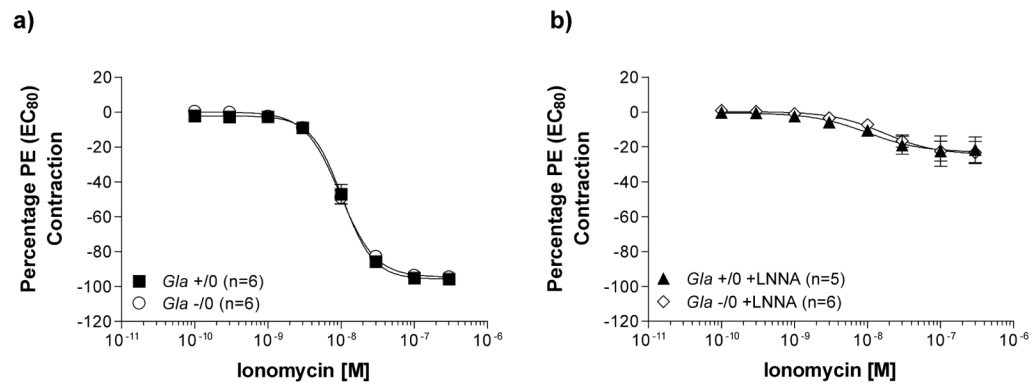 a)
Percentage PE (EC80)
Contraction
20
0
-20
-40
-60
-80
-100
-120
Gla +/0 (n=6)
Gla -/0 (n=6)
10-11
10-10
10-9
10-8
10-7
10-6
Ionomycin [M]
b)
Percentage PE (EC80)
Contraction
20
0
-20
-40
-60
-80
-100
-120
Gla +/0 +LNNA (n=5)
Gla -/0 +LNNA (n=6)
10-11
10-10
10-9
10-8
10-7
10-6
Ionomycin [M]